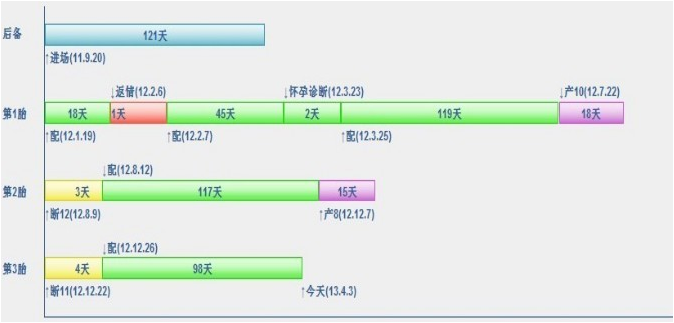 后备
121天
↑进场(11.9.20)
↓返情(12.2.6) ↓怀孕诊断(12.3.23) ↓产10(12.7.22)
第1胎 18天 1天 45天 2天 119天 18天
↑配(12.1.19) ↑配(12.2.7) ↑配(12.3.25)
↓配(12.8.12)
第2胎 3天 117天 15天
↑断12(12.8.9) ↑产8(12.12.7)
↓配(12.12.26)
第3胎 4天 98天
↑断11(12.12.22) ↑今天(13.4.3)